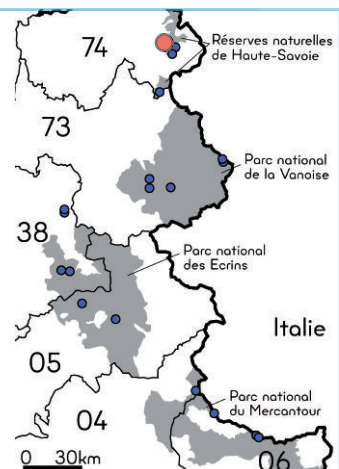 74
Réserves naturelles
de Haute-Savoie
73
Parc national
de la Vanoise
38
Parc national
des Ecrins
Italie
05
Parc national
du Mercantour
04
06
0 30km